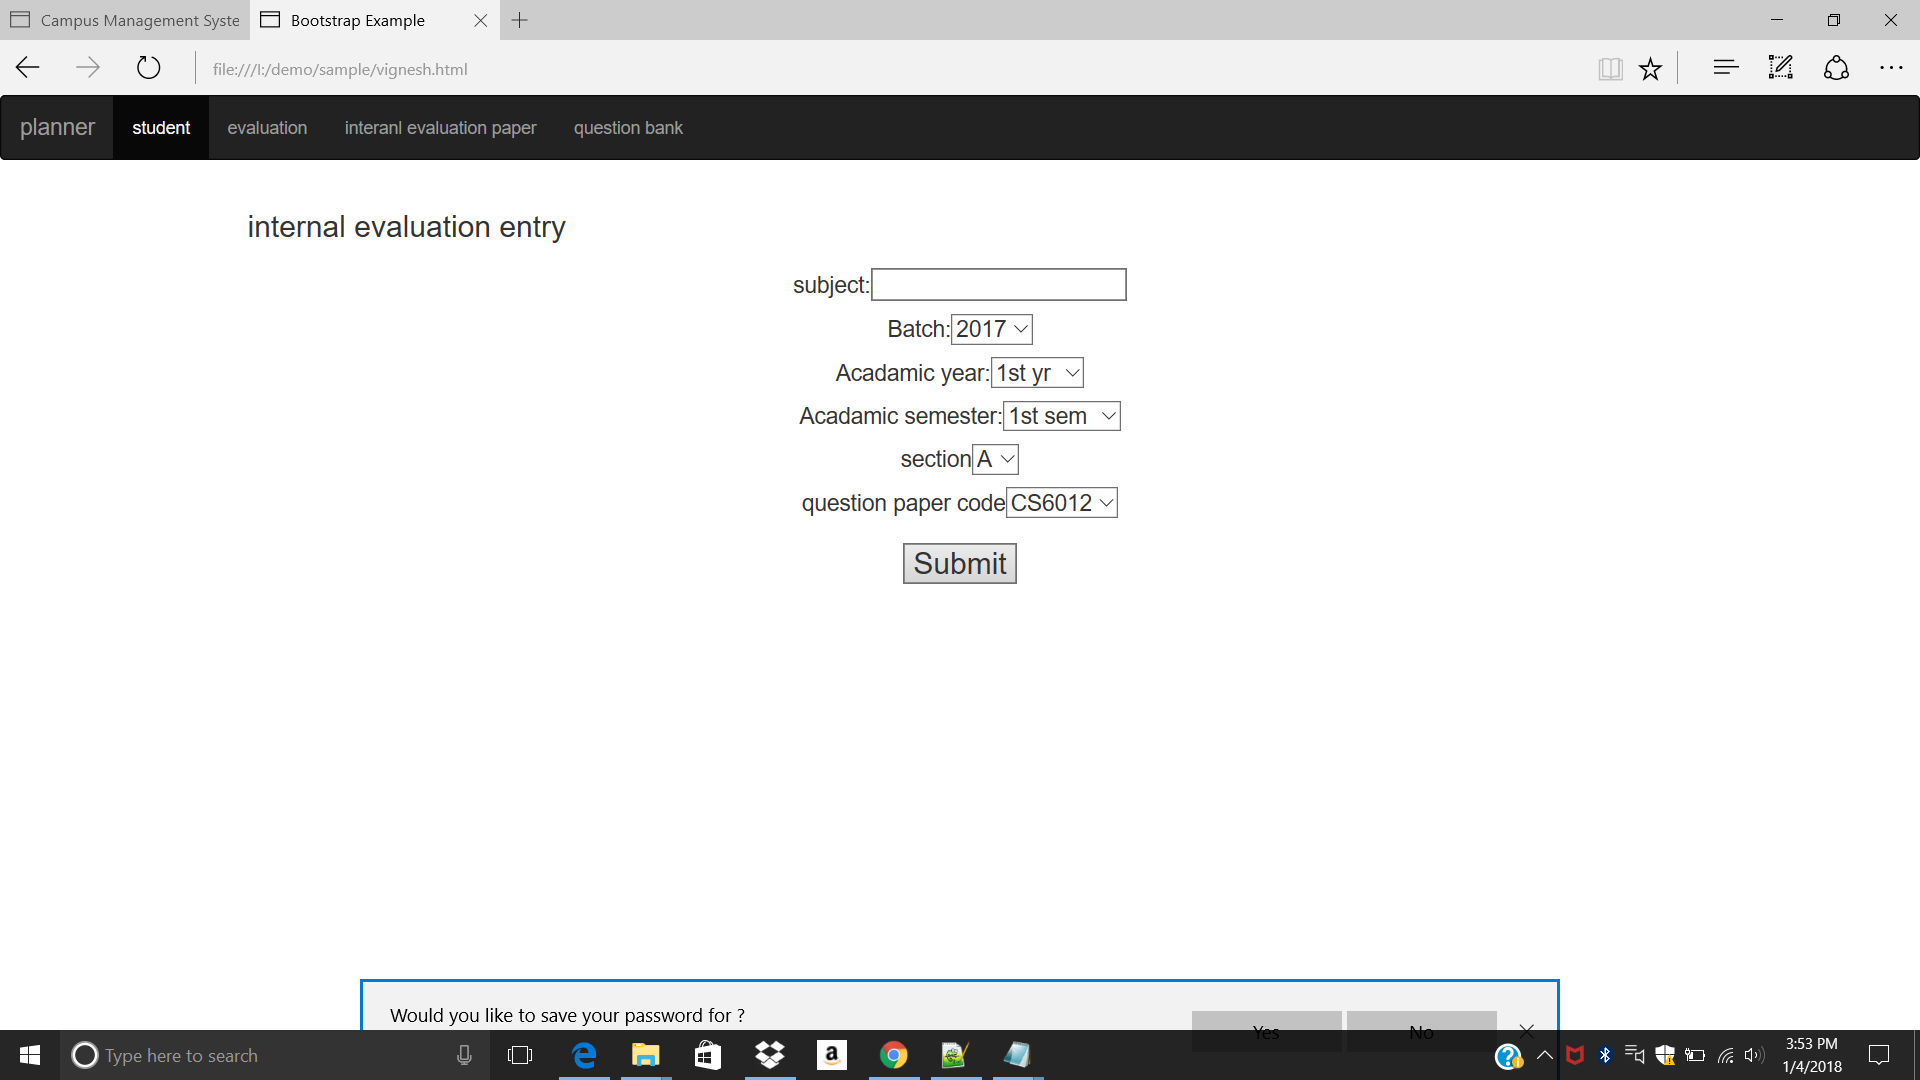 Campus Management Syste
Bootstrap Example
file:///I:/demo/sample/vignesh.html
planner student evaluation interanl evaluation paper question bank
internal evaluation entry
subject:
Batch: 2017
Acadamic year: 1st yr
Acadamic semester: 1st sem
section A
question paper code CS6012
Submit
Would you like to save your password for ?
Yes No
Type here to search
a
3:53 PM
1/4/2018